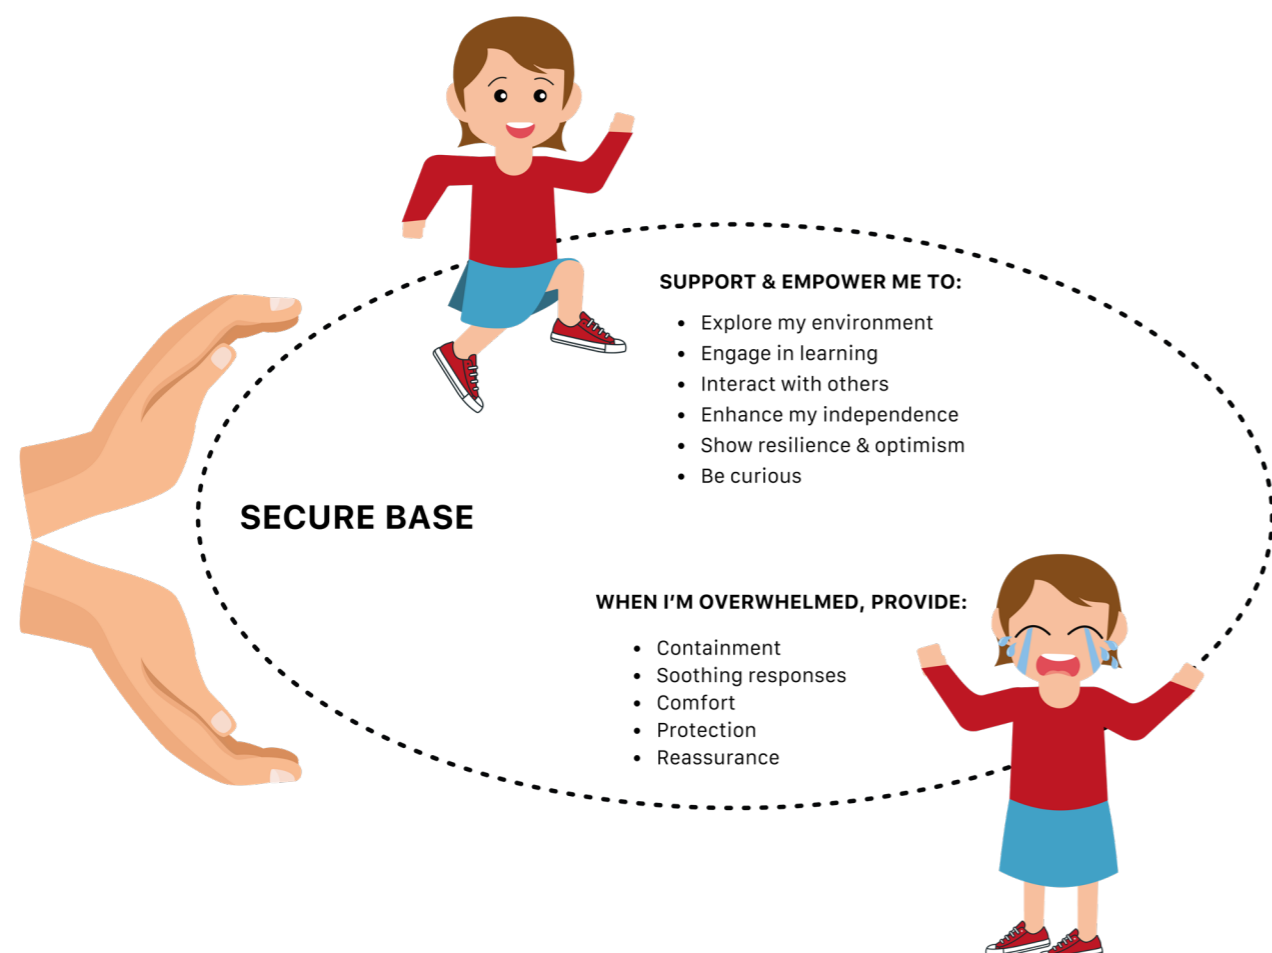 SUPPORT & EMPOWER ME TO:
• Explore my environment
• Engage in learning
• Interact with others
• Enhance my independence
• Show resilience & optimism
• Be curious
SECURE BASE
WHEN I’M OVERWHELMED, PROVIDE:
• Containment
• Soothing responses
• Comfort
• Protection
• Reassurance